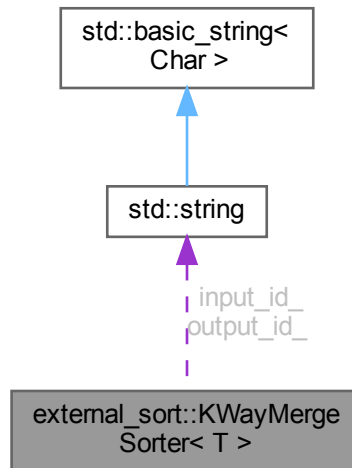 std::basic_string<
Char >
std::string
input_id_
output_id_
external_sort::KWayMerge
Sorter< T >